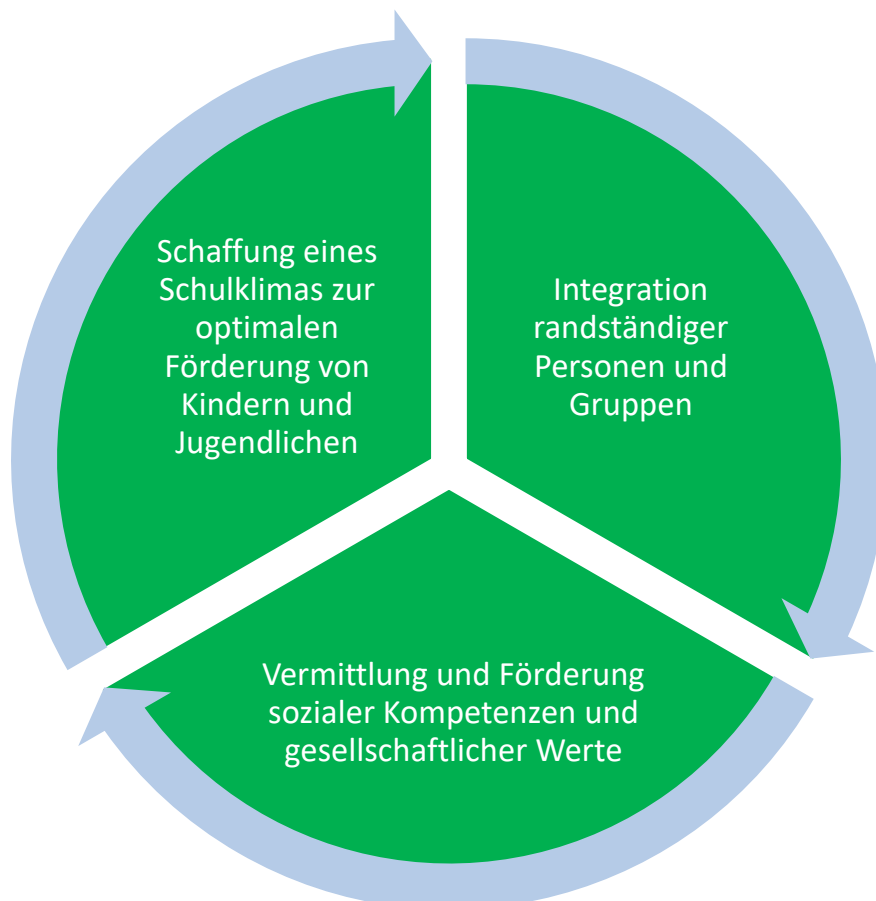 Schaffung eines
Schulklimas zur
optimalen
Förderung von
Kindern und
Jugendlichen
Integration
randständiger
Personen und
Gruppen
Vermittlung und Förderung
sozialer Kompetenzen und
gesellschaftlicher Werte